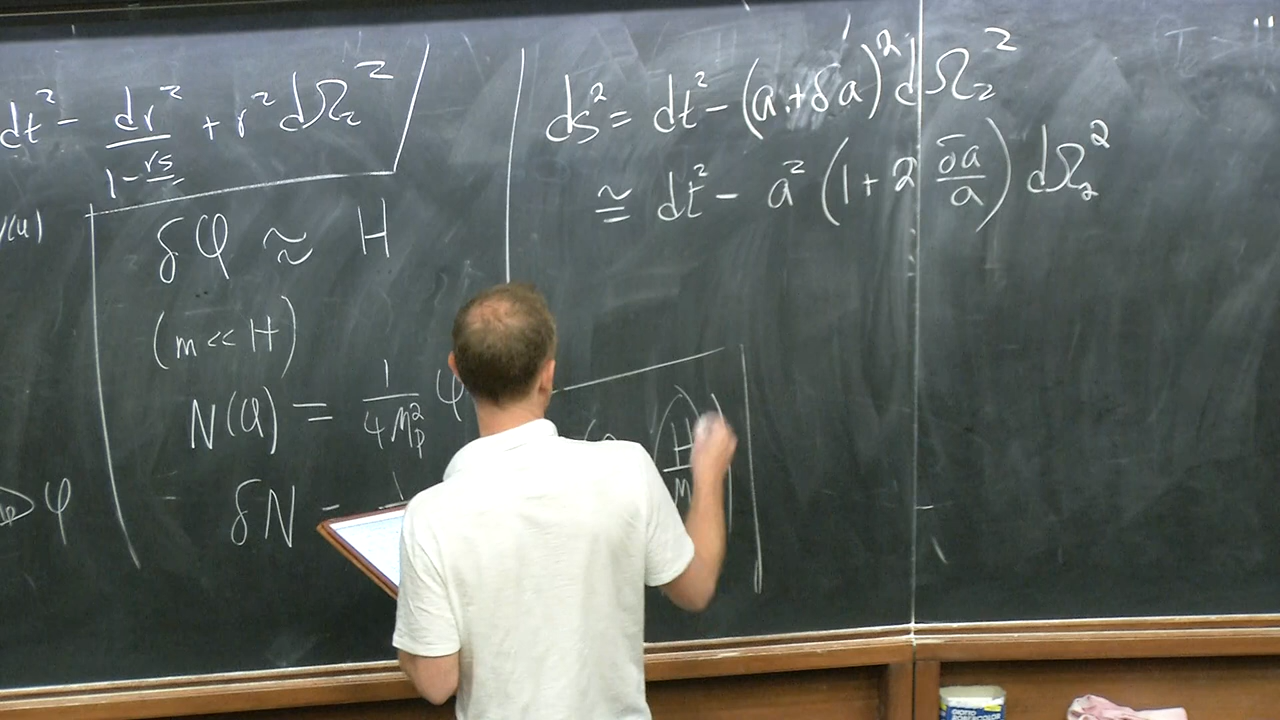 dt² - dr²/(1 - rs/) + r² dΩ₂²
δφ ≈ H
(m << H)
N(φ) = 1/(4M_p²) φ
δN - 1
φ
(H/m
ds² = dt² - (a + δa)² dΩ₂²
≅ dt² - a² (1 + 2 δa/a) dΩ₂²